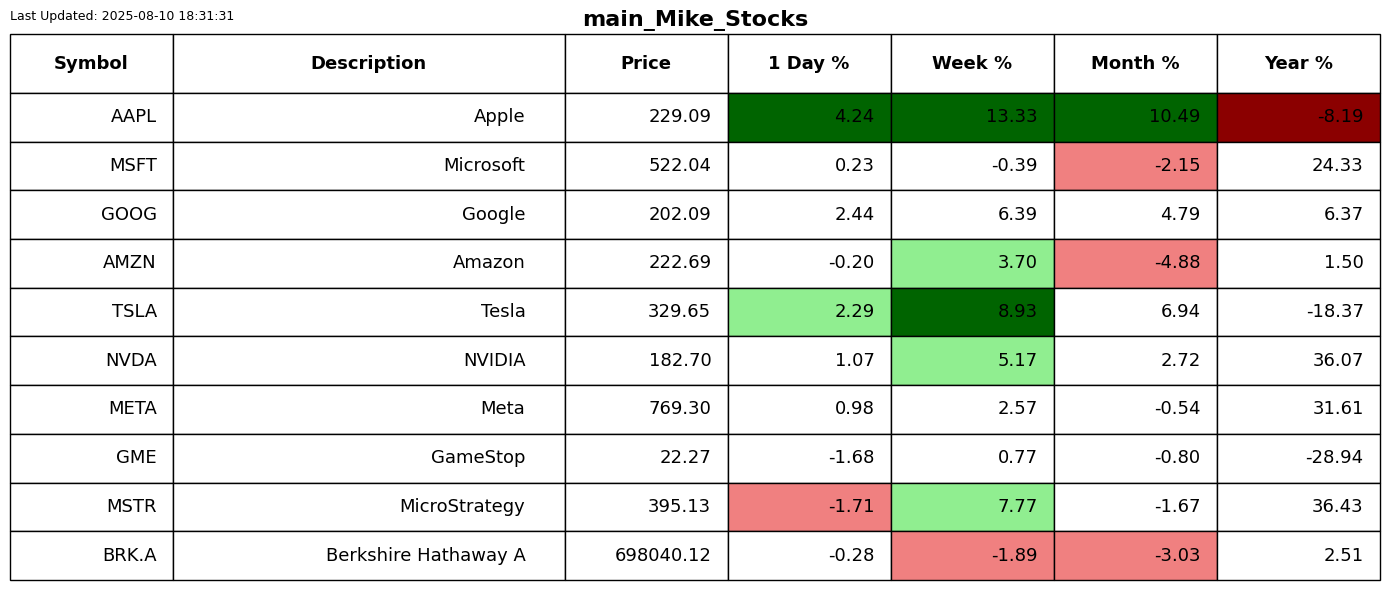 Last Updated: 2025-08-10 18:31:31
main_Mike_Stocks
Symbol Description Price 1 Day % Week % Month % Year %
AAPL Apple 229.09 4.24 13.33 10.49 -8.19
MSFT Microsoft 522.04 0.23 -0.39 -2.15 24.33
GOOG Google 202.09 2.44 6.39 4.79 6.37
AMZN Amazon 222.69 -0.20 3.70 -4.88 1.50
TSLA Tesla 329.65 2.29 8.93 6.94 -18.37
NVDA NVIDIA 182.70 1.07 5.17 2.72 36.07
META Meta 769.30 0.98 2.57 -0.54 31.61
GME GameStop 22.27 -1.68 0.77 -0.80 -28.94
MSTR MicroStrategy 395.13 -1.71 7.77 -1.67 36.43
BRK.A Berkshire Hathaway A 698040.12 -0.28 -1.89 -3.03 2.51